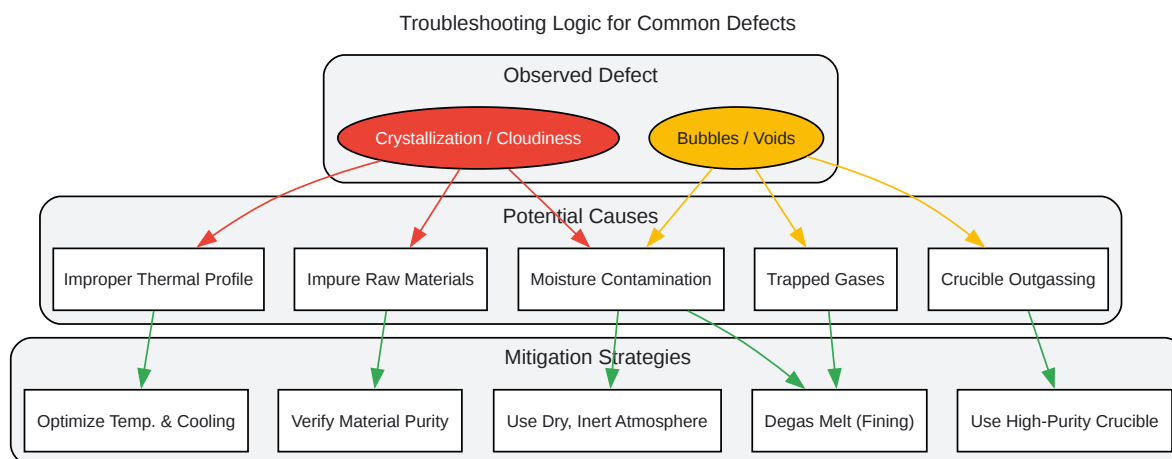 Troubleshooting Logic for Common Defects
Observed Defect
Crystallization / Cloudiness
Bubbles / Voids
Potential Causes
Improper Thermal Profile
Impure Raw Materials
Moisture Contamination
Trapped Gases
Crucible Outgassing
Mitigation Strategies
Optimize Temp. & Cooling
Verify Material Purity
Use Dry, Inert Atmosphere
Degas Melt (Fining)
Use High-Purity Crucible